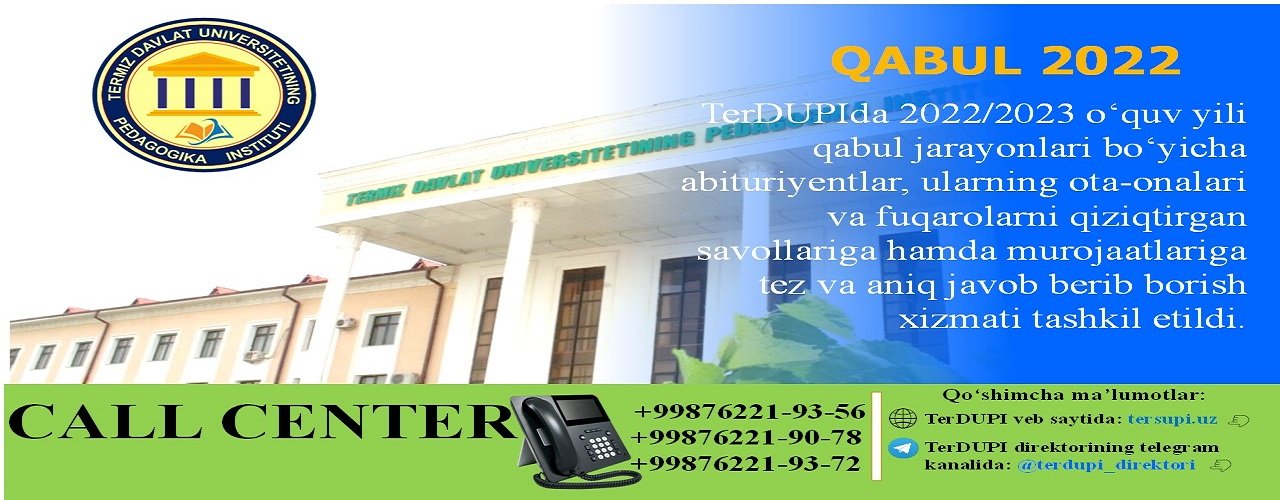 TERMIZ DAVLAT UNIVERSITETINING
PEDAGOGIKA INSTITUTI
TERMIZ DAVLAT UNIVERSITETINING PEDAGOGIKA INSTITUTI
QABUL 2022
TerDUPIda 2022/2023 o‘quv yili
qabul jarayonlari bo‘yicha
abituriyentlar, ularning ota-onalari
va fuqarolarni qiziqtirgan
savollariga hamda murojaatlariga
tez va aniq javob berib borish
xizmati tashkil etildi.
CALL CENTER
+99876221-93-56
+99876221-90-78
+99876221-93-72
Qo‘shimcha ma’lumotlar:
TerDUPI veb saytida: tersupi.uz
TerDUPI direktorining telegram
kanalida: @terdupi_direktori